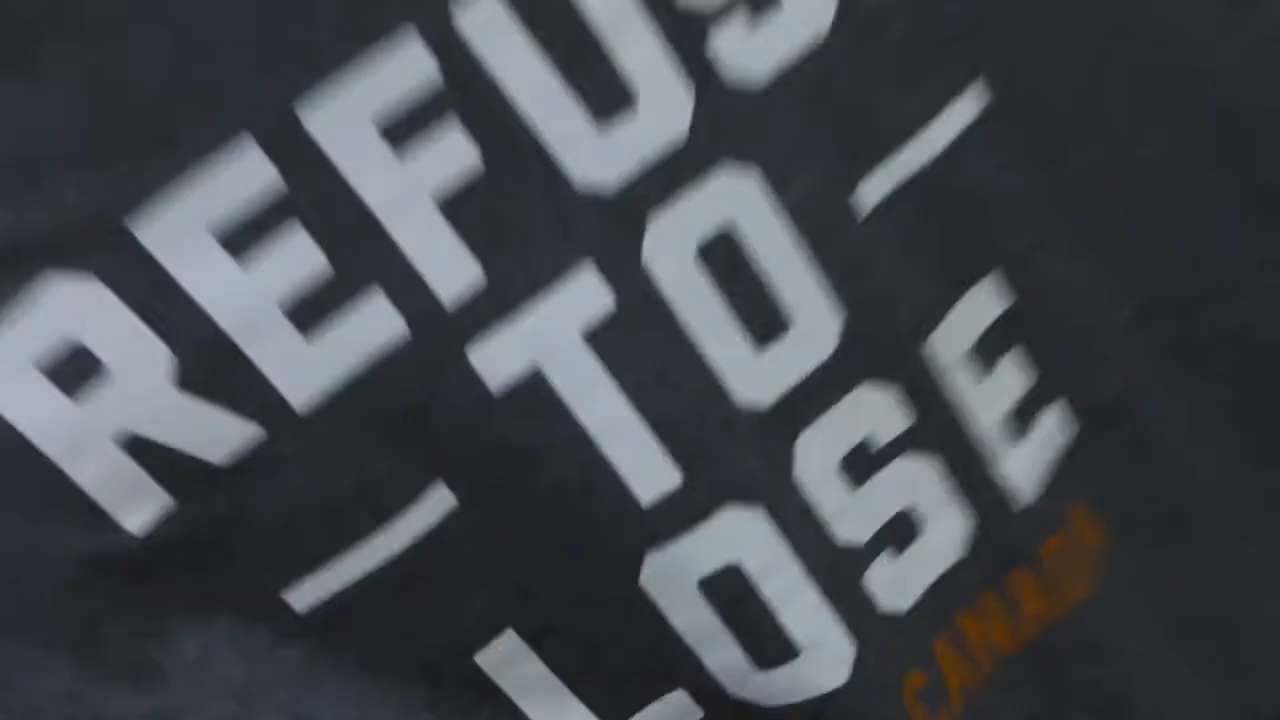 REFUS
— TO —
LOSE
CANADA